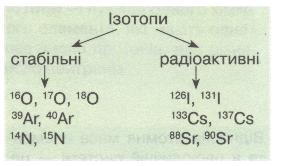 Ізотопи
стабільні радіоактивні
¹⁶O, ¹⁷O, ¹⁸O ¹²⁶I, ¹³¹I
³⁹Ar, ⁴⁰Ar ¹³³Cs, ¹³⁷Cs
¹⁴N, ¹⁵N ⁸⁸Sr, ⁹⁰Sr